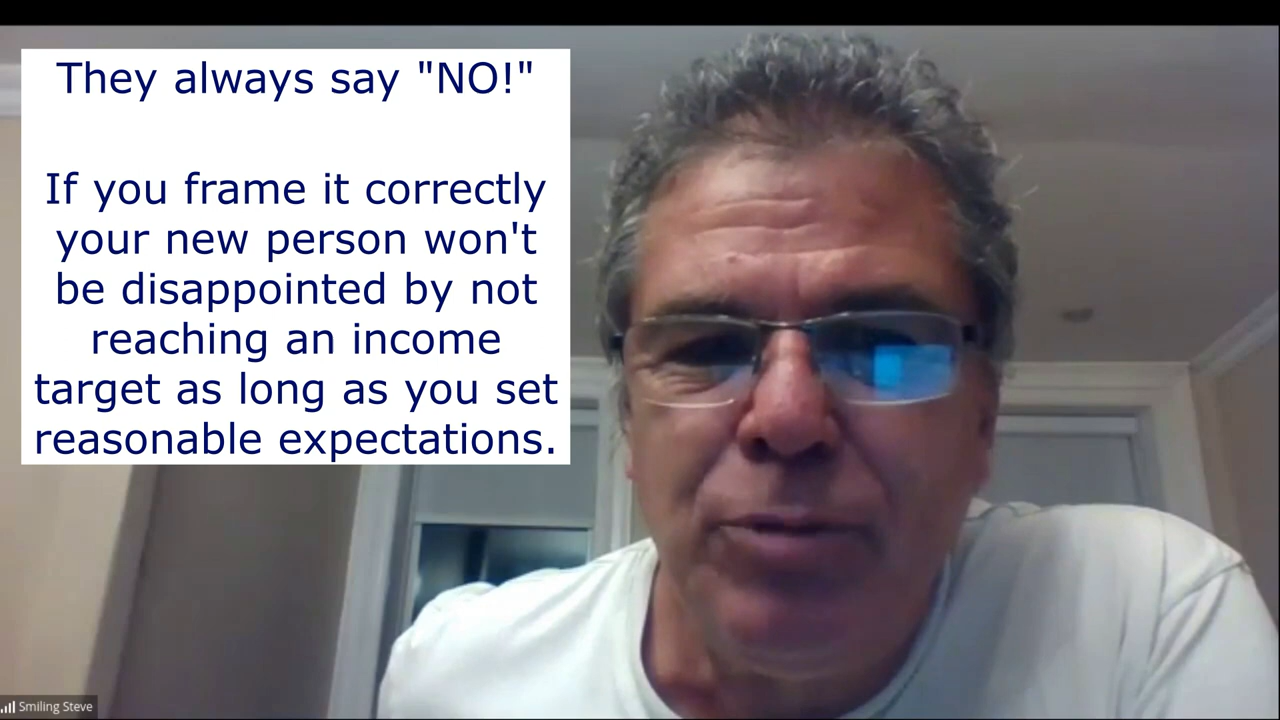 They always say "NO!"
If you frame it correctly
your new person won't
be disappointed by not
reaching an income
target as long as you set
reasonable expectations.
Smiling Steve